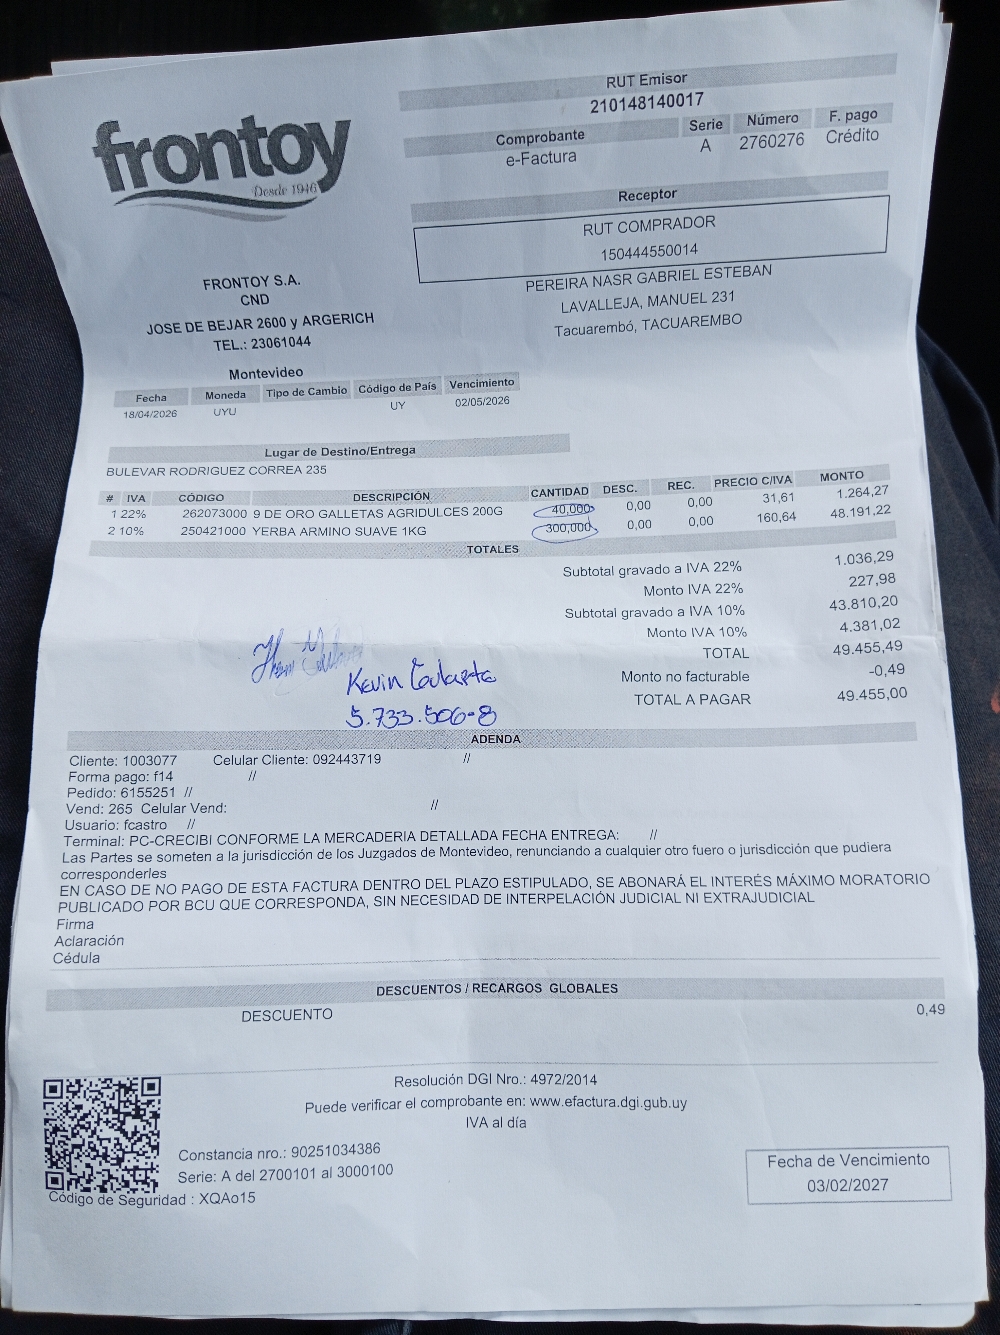 frontoy
Desde 1946
RUT Emisor
210148140017
Comprobante Serie Número F. pago
e-Factura A 2760276 Crédito
Receptor
RUT COMPRADOR
150444550014
PEREIRA NASR GABRIEL ESTEBAN
LAVALLEJA, MANUEL 231
Tacuarembó, TACUAREMBO
FRONTOY S.A.
CND
JOSE DE BEJAR 2600 y ARGERICH
TEL.: 23061044
Montevideo
Fecha Moneda Tipo de Cambio Código de País Vencimiento
18/04/2026 UYU UY 02/05/2026
Lugar de Destino/Entrega
BULEVAR RODRIGUEZ CORREA 235
# IVA CÓDIGO DESCRIPCIÓN CANTIDAD DESC. REC. PRECIO C/IVA MONTO
1 22% 262073000 9 DE ORO GALLETAS AGRIDULCES 200G 40,000 0,00 0,00 31,61 1.264,27
2 10% 250421000 YERBA ARMINO SUAVE 1KG 300,000 0,00 0,00 160,64 48.191,22
TOTALES
Subtotal gravado a IVA 22% 1.036,29
Monto IVA 22% 227,98
Subtotal gravado a IVA 10% 43.810,20
Monto IVA 10% 4.381,02
TOTAL 49.455,49
Monto no facturable -0,49
TOTAL A PAGAR 49.455,00
Kevin
5.733.506-8
ADENDA
Cliente: 1003077 Celular Cliente: 092443719 //
Forma pago: f14 //
Pedido: 6155251 //
Vend: 265 Celular Vend: //
Usuario: fcastro //
Terminal: PC-CRECIBI CONFORME LA MERCADERIA DETALLADA FECHA ENTREGA: //
Las Partes se someten a la jurisdicción de los Juzgados de Montevideo, renunciando a cualquier otro fuero o jurisdicción que pudiera
corresponderles
EN CASO DE NO PAGO DE ESTA FACTURA DENTRO DEL PLAZO ESTIPULADO, SE ABONARÁ EL INTERÉS MÁXIMO MORATORIO
PUBLICADO POR BCU QUE CORRESPONDA, SIN NECESIDAD DE INTERPELACIÓN JUDICIAL NI EXTRAJUDICIAL
Firma
Aclaración
Cédula
DESCUENTOS / RECARGOS GLOBALES
DESCUENTO 0,49
Resolución DGI Nro.: 4972/2014
Puede verificar el comprobante en: www.efactura.dgi.gub.uy
IVA al día
Constancia nro.: 90251034386
Serie: A del 2700101 al 3000100
Código de Seguridad : XQAo15
Fecha de Vencimiento
03/02/2027